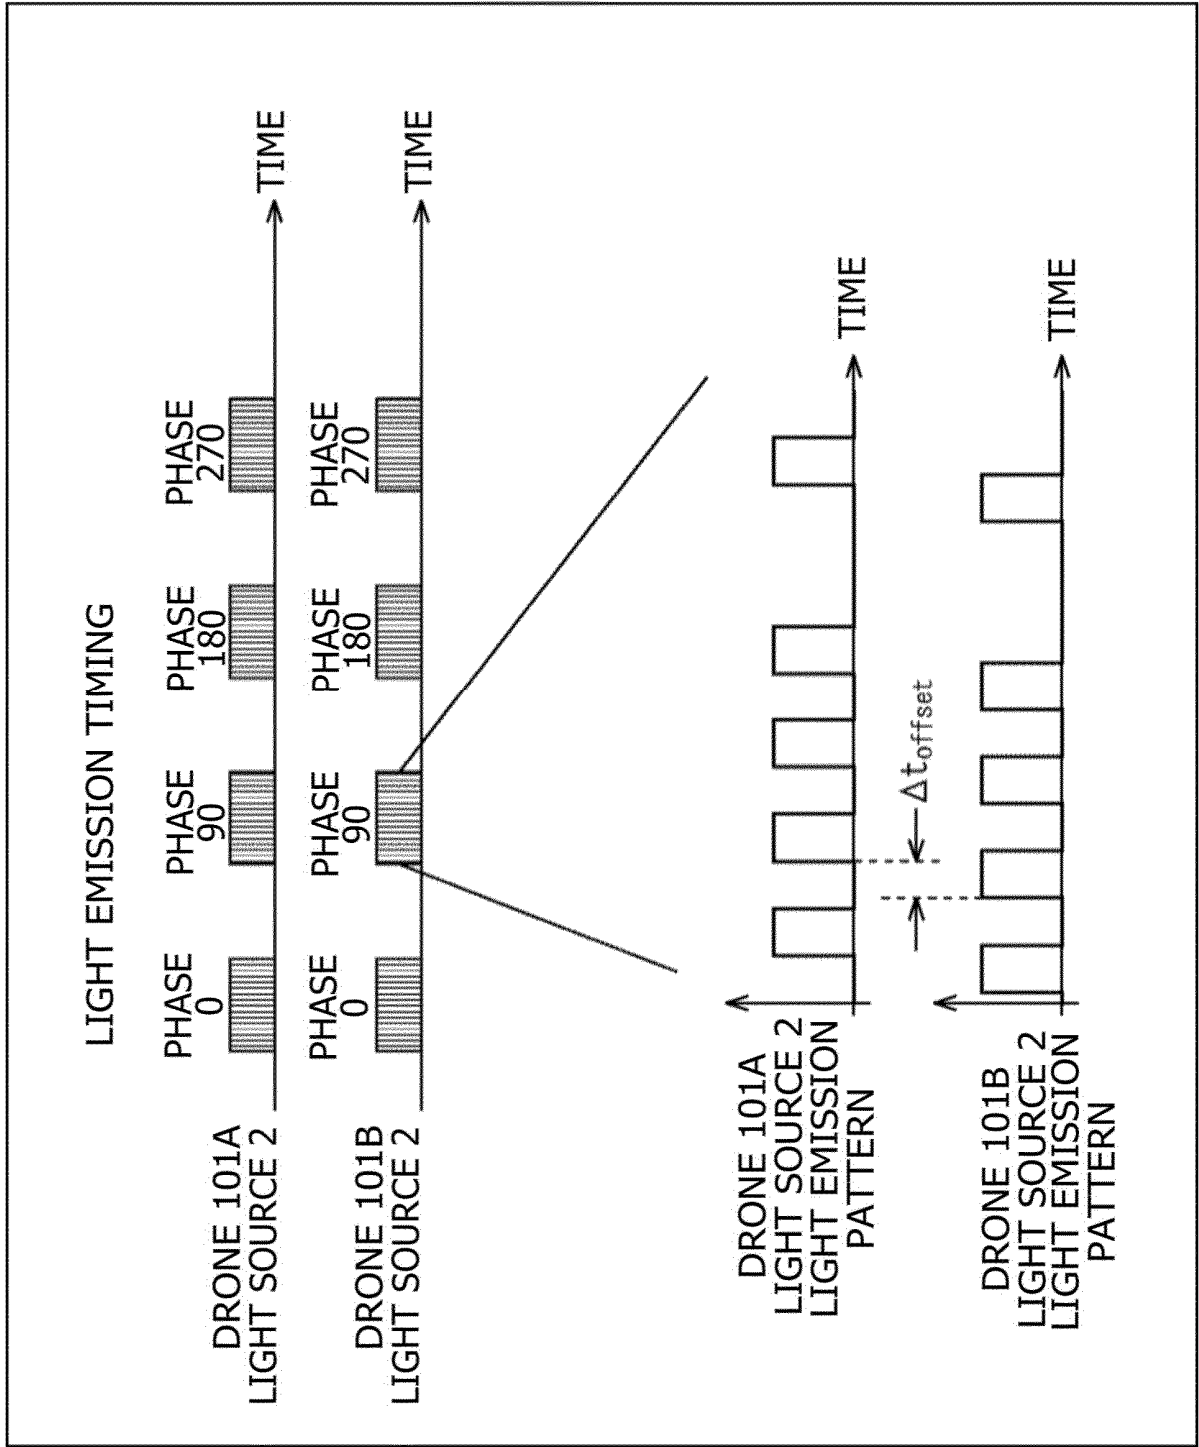 LIGHT EMISSION TIMING
PHASE
0
PHASE
90
PHASE
180
PHASE
270
DRONE 101A
LIGHT SOURCE 2
TIME
PHASE
0
PHASE
90
PHASE
180
PHASE
270
DRONE 101B
LIGHT SOURCE 2
TIME
DRONE 101A
LIGHT SOURCE 2
LIGHT EMISSION
PATTERN
TIME
Δtoffset
DRONE 101B
LIGHT SOURCE 2
LIGHT EMISSION
PATTERN
TIME